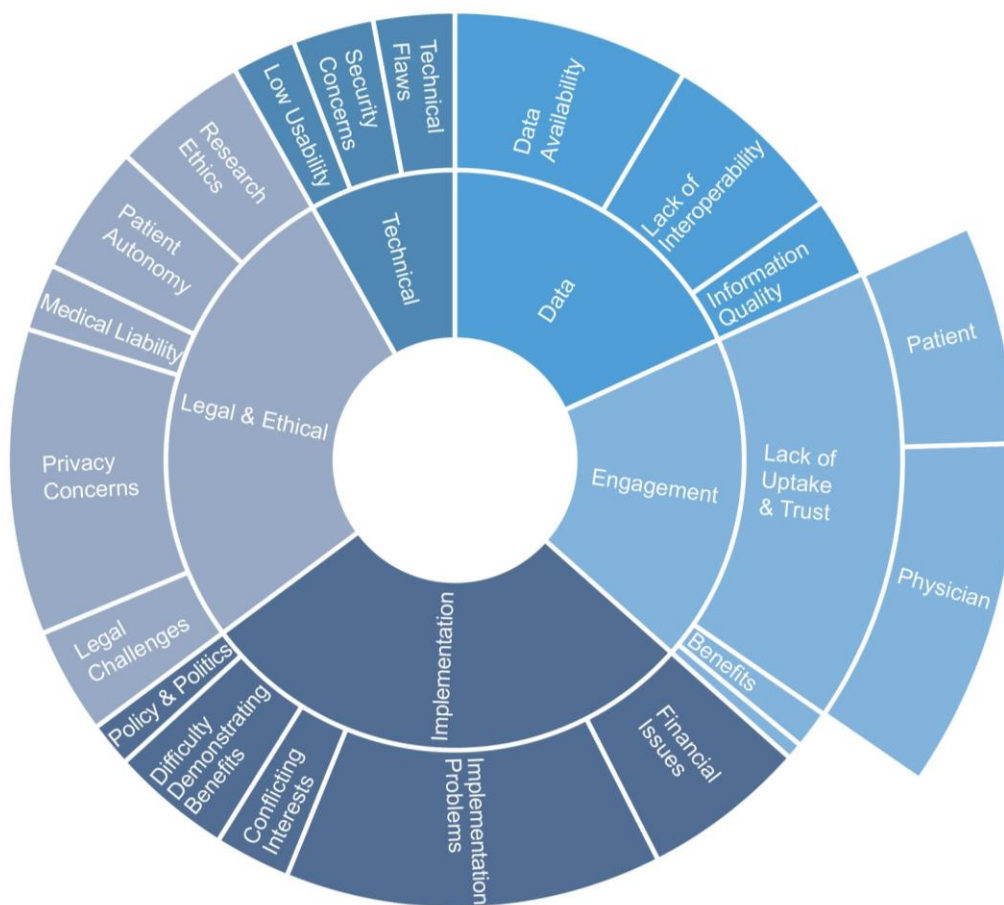 Technical
Flaws
Security
Concerns
Low Usability
Technical
Data
Availability
Lack of
Interoperability
Information
Quality
Data
Patient
Physician
Lack of
Uptake
& Trust
Engagement
Benefits
Financial
Issues
Implementation
Implementation
Problems
Conflicting
Interests
Difficulty
Demonstrating
Benefits
Policy & Politics
Legal
Challenges
Privacy
Concerns
Medical Liability
Patient
Autonomy
Research
Ethics
Legal & Ethical